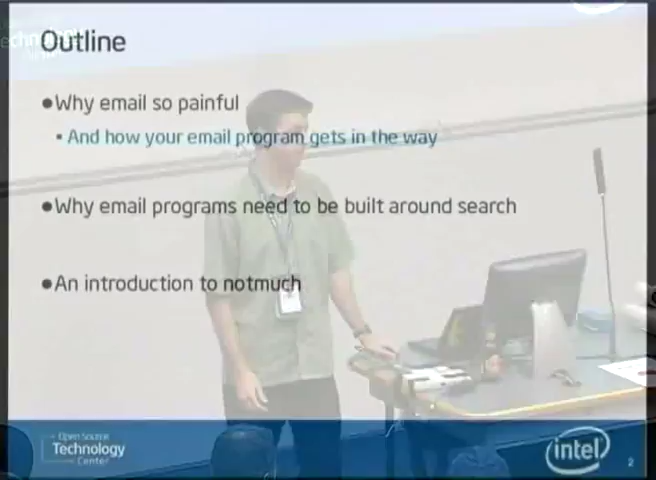 Outline
●Why email so painful
▪ And how your email program gets in the way
●Why email programs need to be built around search
●An introduction to notmuch
Open Source
Technology
Center
intel
2